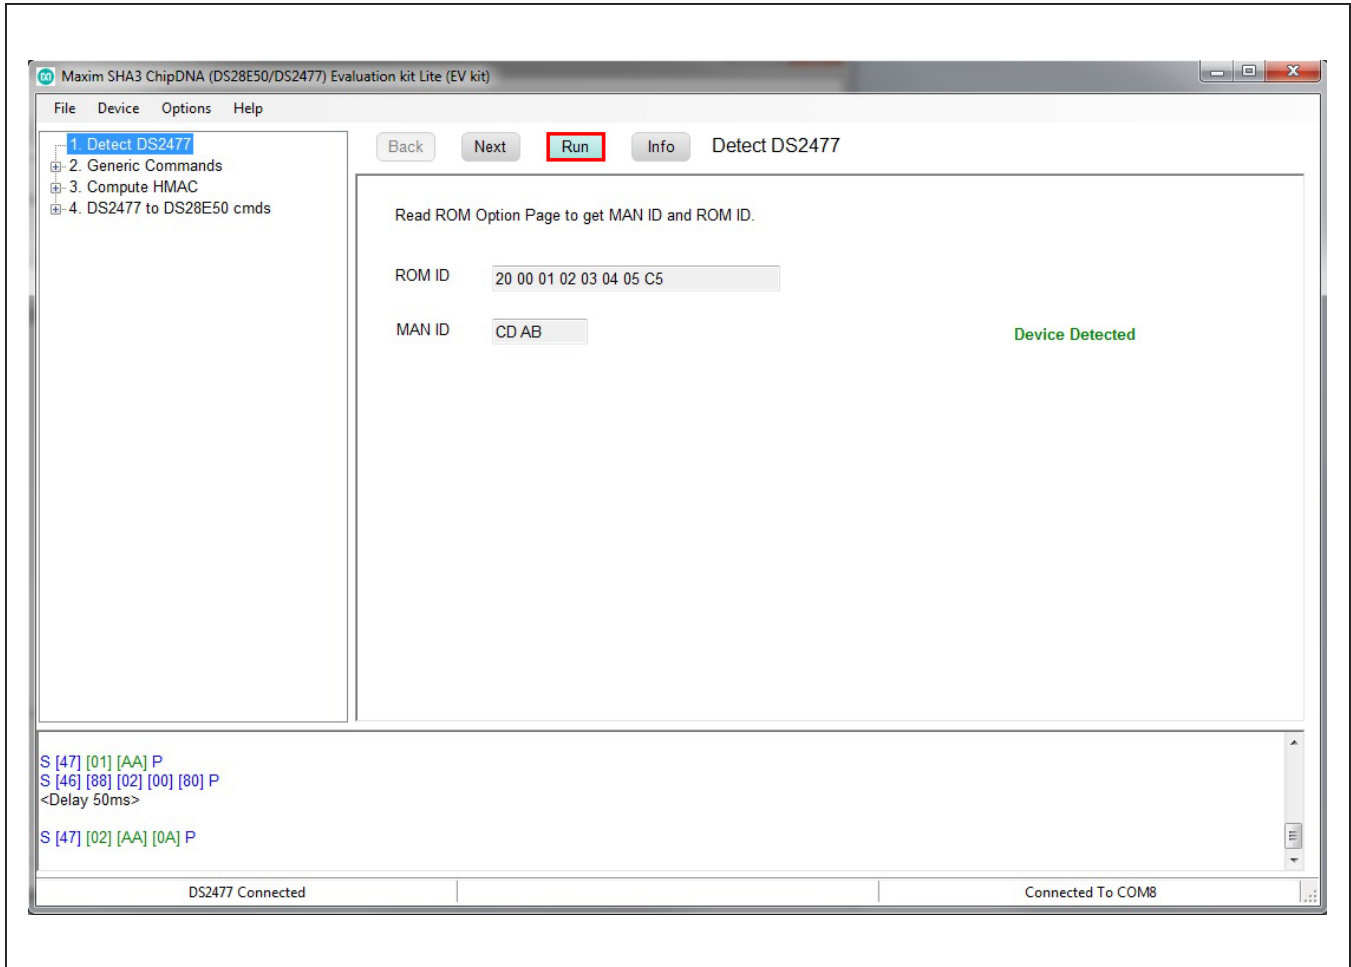 Maxim SHA3 ChipDNA (DS28E50/DS2477) Evaluation kit Lite (EV kit)
File Device Options Help
1. Detect DS2477
2. Generic Commands
3. Compute HMAC
4. DS2477 to DS28E50 cmds
Back Next Run Info Detect DS2477
Read ROM Option Page to get MAN ID and ROM ID.
ROM ID 20 00 01 02 03 04 05 C5
MAN ID CD AB
Device Detected
S [47] [01] [AA] P
S [46] [88] [02] [00] [80] P
<Delay 50ms>
S [47] [02] [AA] [0A] P
DS2477 Connected Connected To COM8